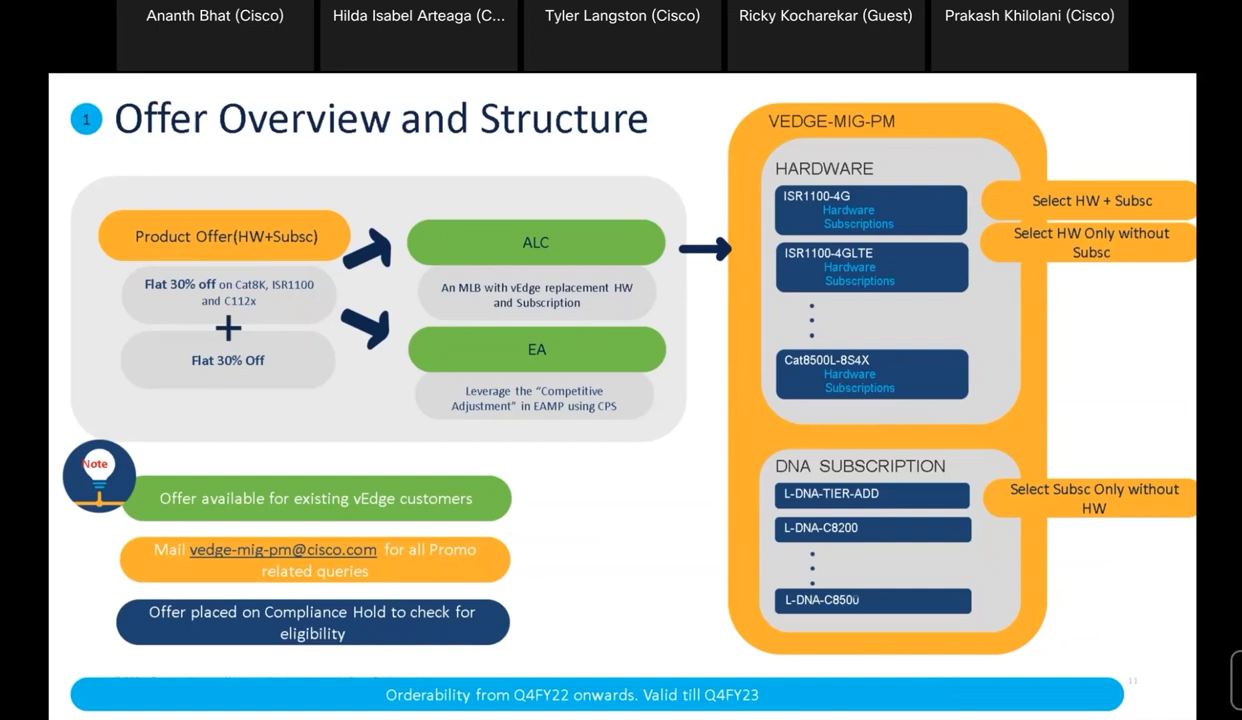 Ananth Bhat (Cisco)
Hilda Isabel Arteaga (C...
Tyler Langston (Cisco)
Ricky Kocharekar (Guest)
Prakash Khilolani (Cisco)
1
Offer Overview and Structure
Product Offer(HW+Subsc)
Flat 30% off on Cat8K, ISR1100
and C112x
+
Flat 30% Off
ALC
An MLB with vEdge replacement HW
and Subscription
EA
Leverage the “Competitive
Adjustment” in EAMP using CPS
VEDGE-MIG-PM
HARDWARE
ISR1100-4G
Hardware
Subscriptions
ISR1100-4GLTE
Hardware
Subscriptions
Cat8500L-8S4X
Hardware
Subscriptions
Select HW + Subsc
Select HW Only without
Subsc
DNA SUBSCRIPTION
L-DNA-TIER-ADD
L-DNA-C8200
L-DNA-C8500
Select Subsc Only without
HW
Note
Offer available for existing vEdge customers
Mail vedge-mig-pm@cisco.com for all Promo
related queries
Offer placed on Compliance Hold to check for
eligibility
Orderability from Q4FY22 onwards. Valid till Q4FY23
11